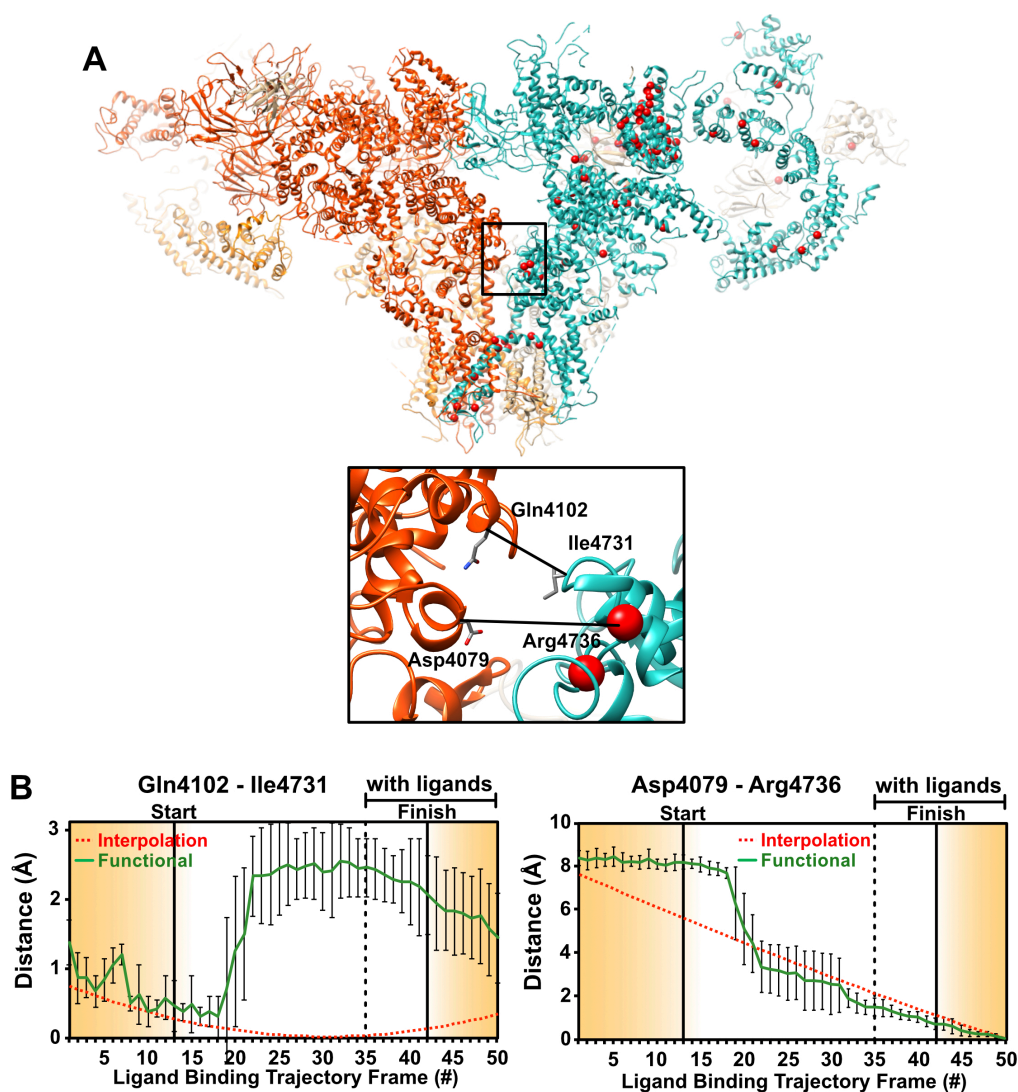 A
Gln4102
Ile4731
Arg4736
Asp4079
B
Gln4102 - Ile4731
with ligands
Start
Finish
Interpolation
Functional
Distance (Å)
3
2
1
0
5 10 15 20 25 30 35 40 45 50
Ligand Binding Trajectory Frame (#)
Asp4079 - Arg4736
with ligands
Start
Finish
Interpolation
Functional
Distance (Å)
10
8
6
4
2
0
5 10 15 20 25 30 35 40 45 50
Ligand Binding Trajectory Frame (#)